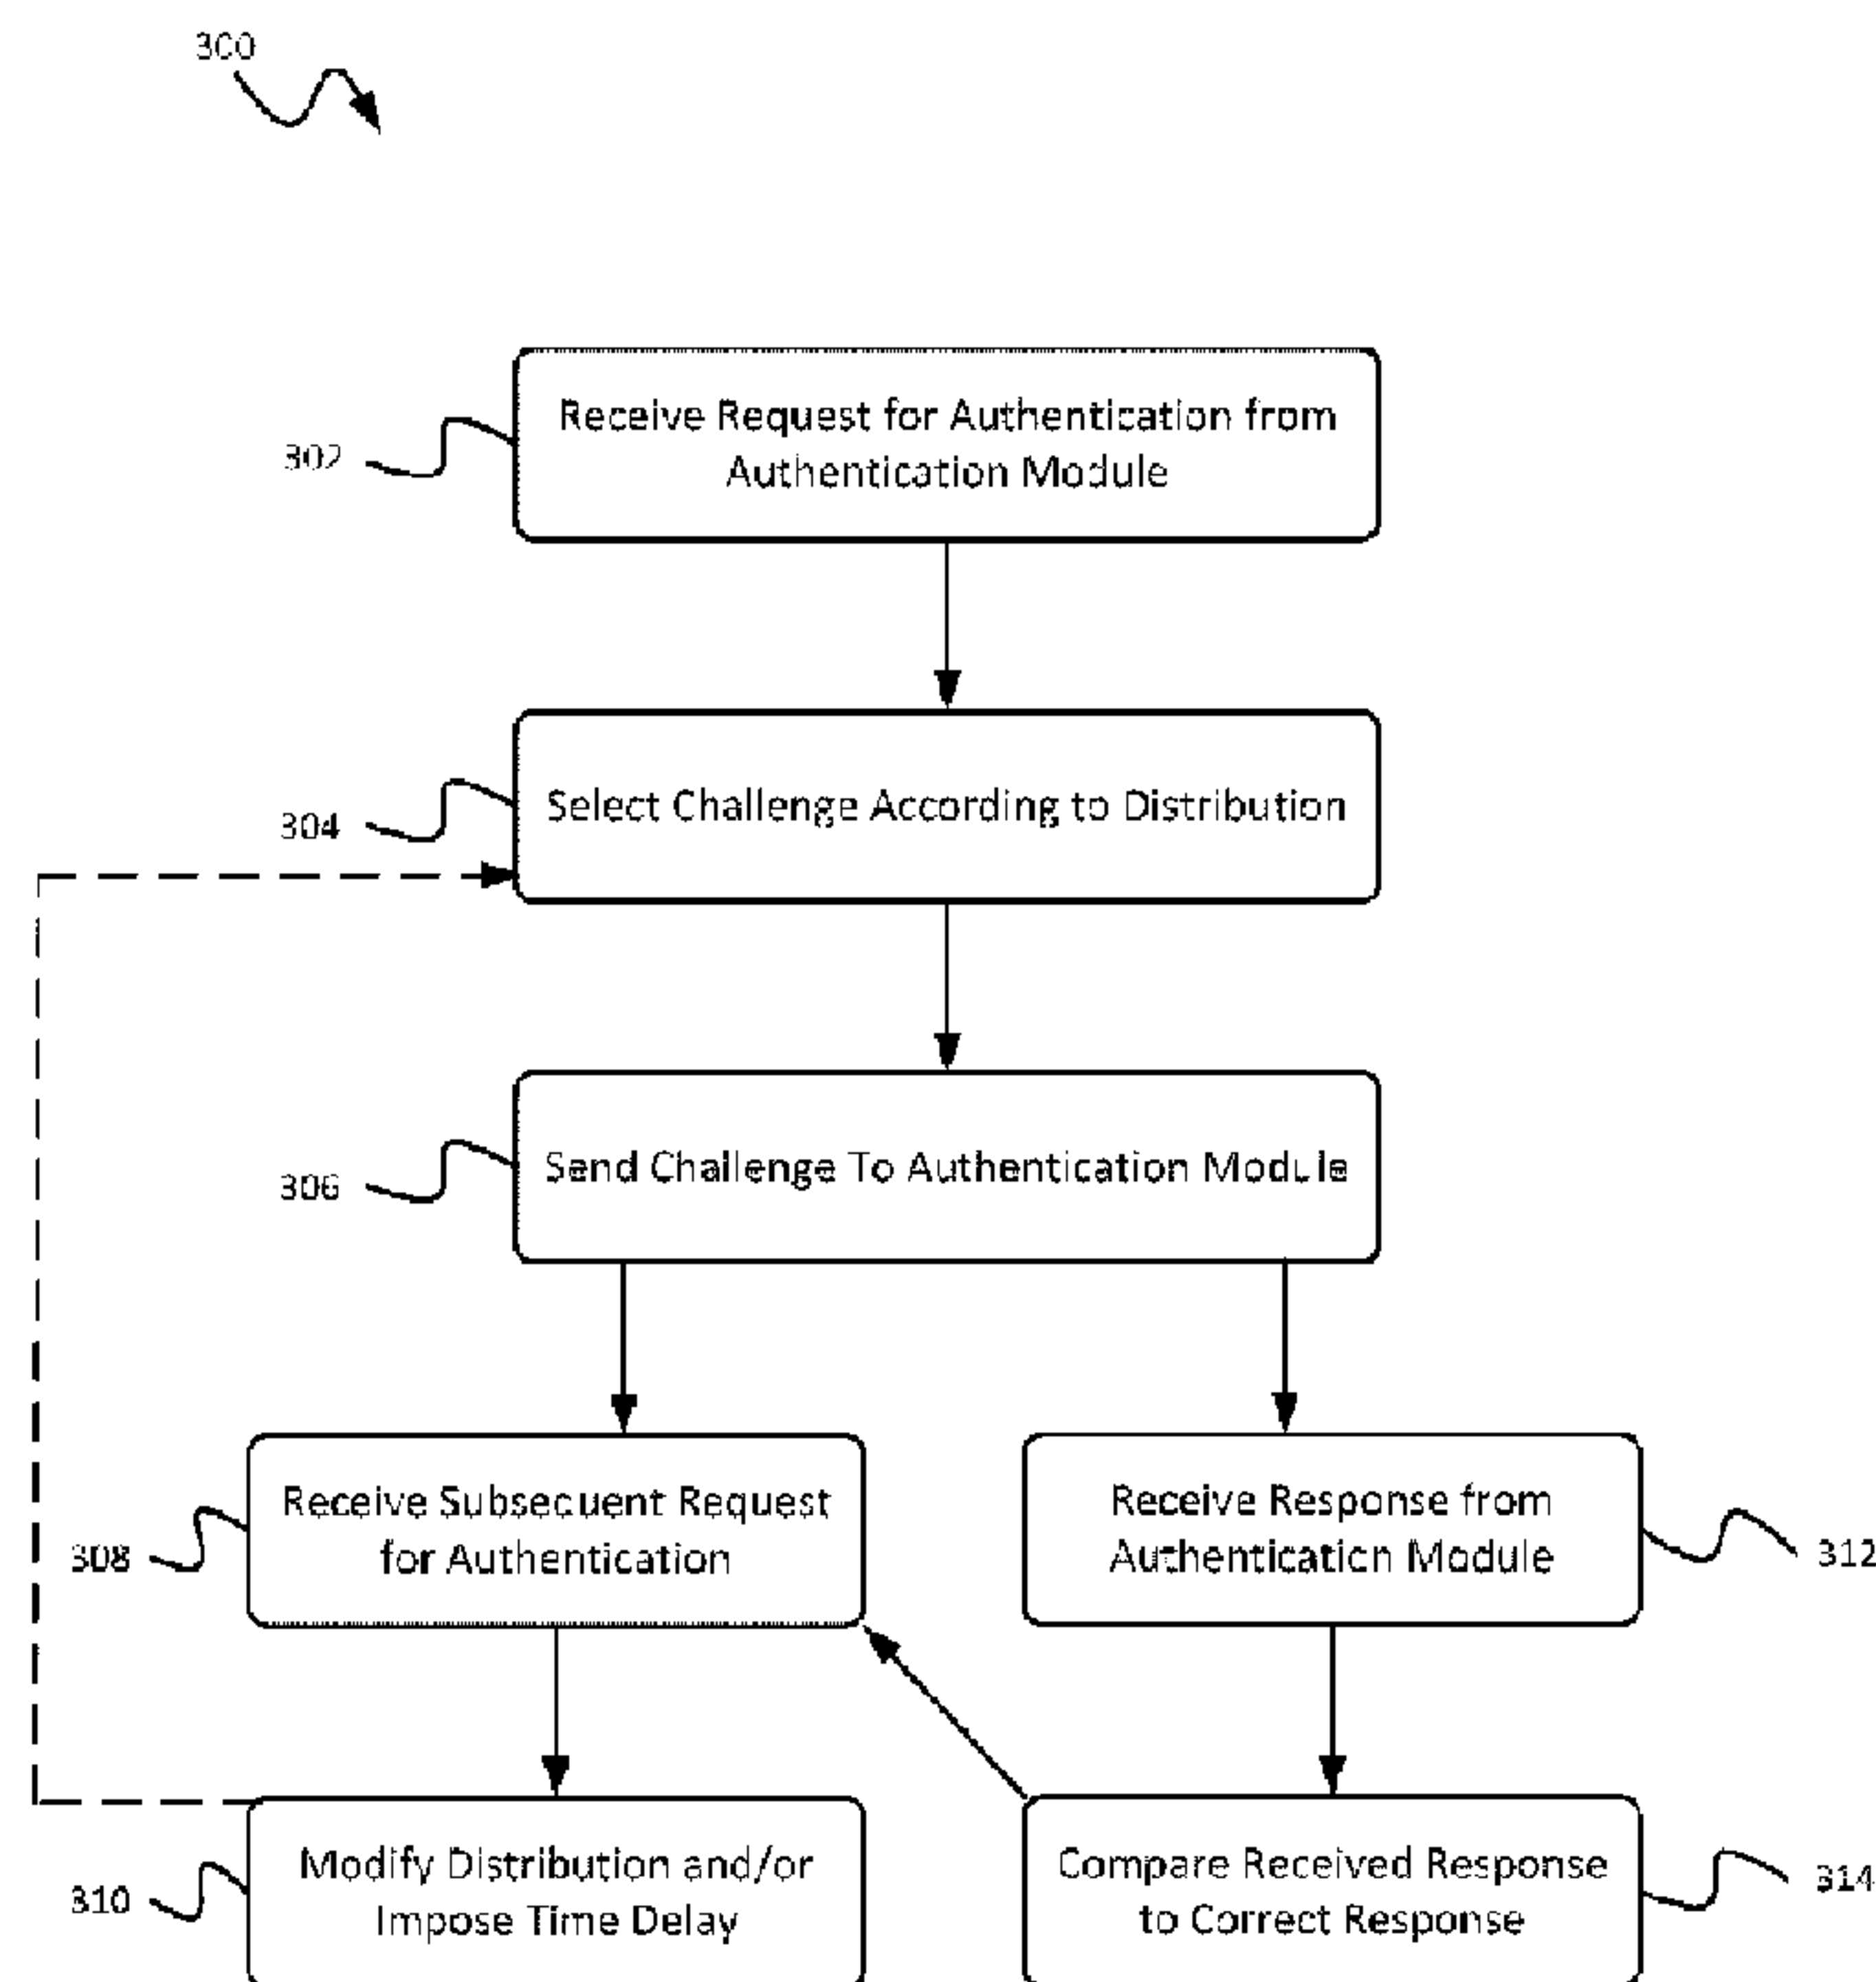 300
Receive Request for Authentication from
Authentication Module
302
Select Challenge According to Distribution
304
Send Challenge To Authentication Module
306
Receive Subsequent Request
for Authentication
308
Receive Response from
Authentication Module
312
Modify Distribution and/or
Impose Time Delay
310
Compare Received Response
to Correct Response
314